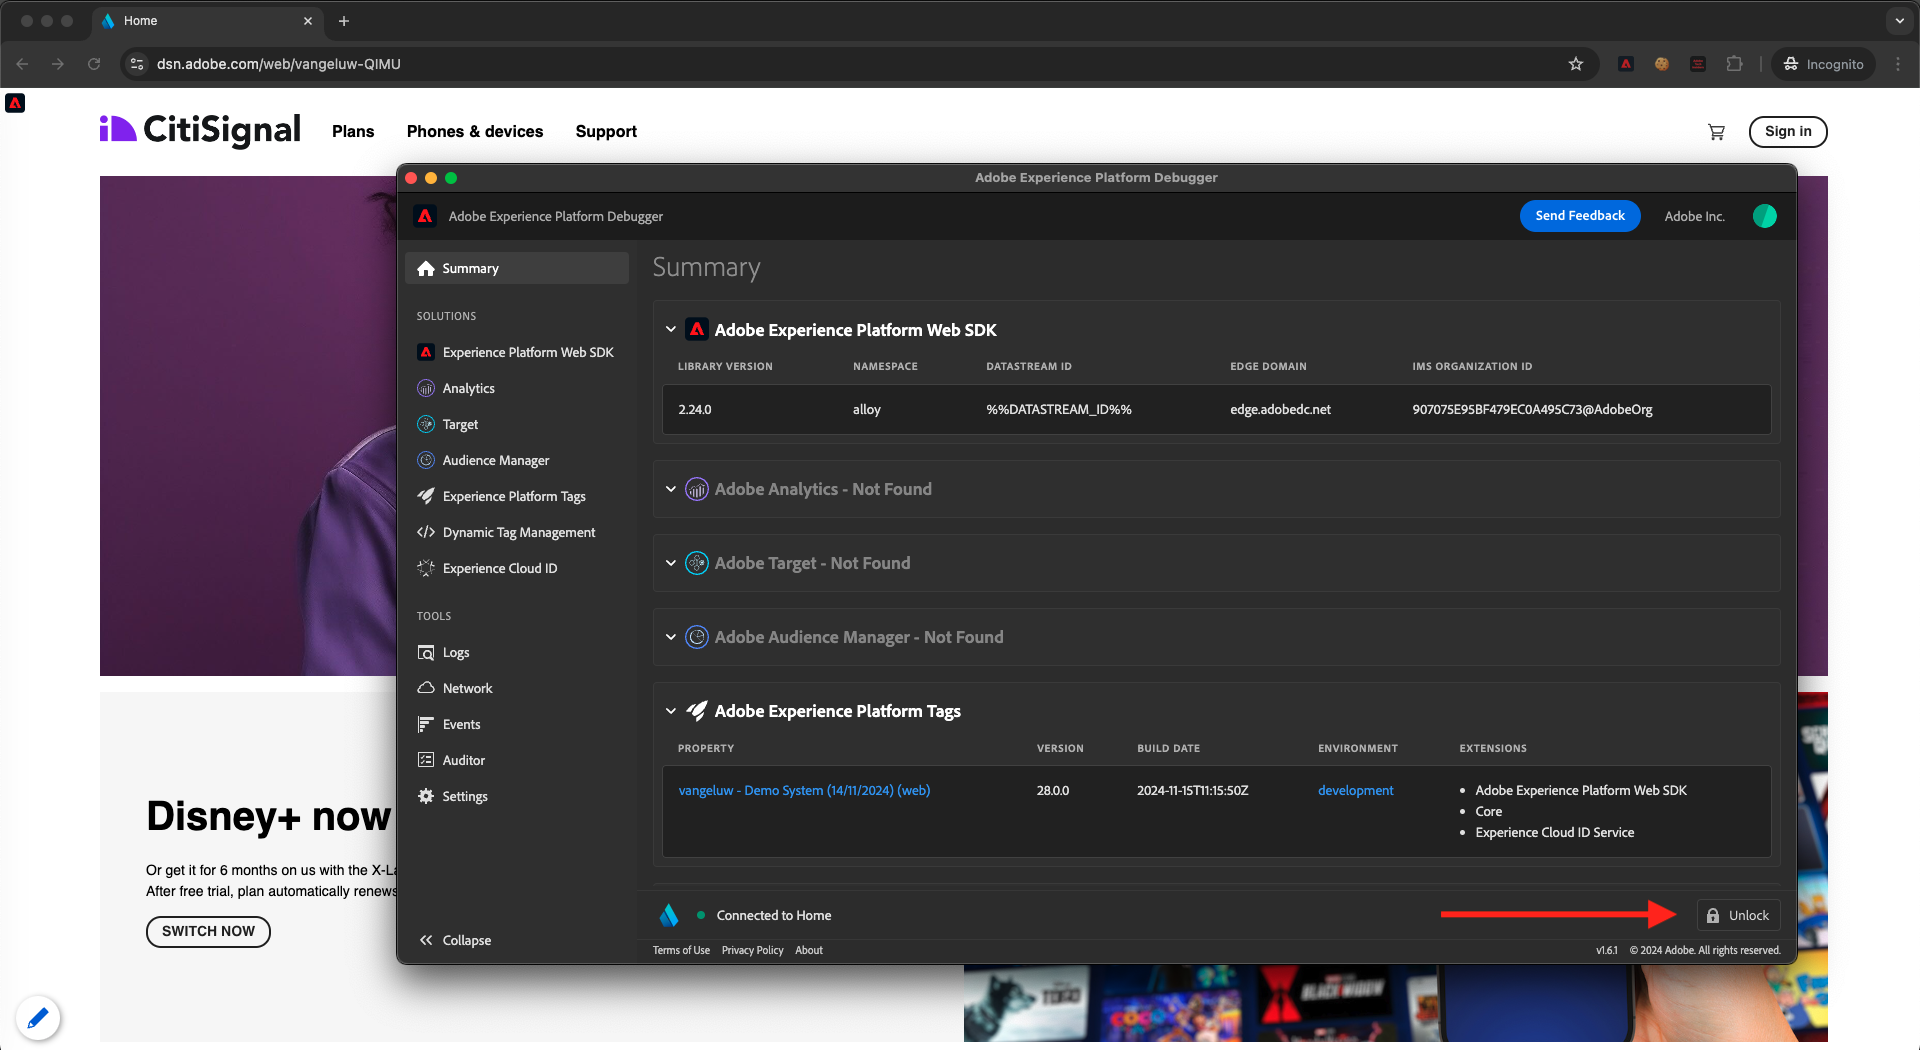 Home
dsn.adobe.com/web/vangeluw-QIMU
Incognito
CitiSignal
Plans
Phones & devices
Support
Sign in
Adobe Experience Platform Debugger
Adobe Experience Platform Debugger
Send Feedback
Adobe Inc.
Summary
SOLUTIONS
Experience Platform Web SDK
Analytics
Target
Audience Manager
Experience Platform Tags
Dynamic Tag Management
Experience Cloud ID
TOOLS
Logs
Network
Events
Auditor
Settings
Collapse
Summary
Adobe Experience Platform Web SDK
LIBRARY VERSION NAMESPACE DATASTREAM ID EDGE DOMAIN IMS ORGANIZATION ID
2.24.0 alloy %%DATASTREAM_ID%% edge.adobedc.net 907075E95BF479EC0A495C73@AdobeOrg
Adobe Analytics - Not Found
Adobe Target - Not Found
Adobe Audience Manager - Not Found
Adobe Experience Platform Tags
PROPERTY VERSION BUILD DATE ENVIRONMENT EXTENSIONS
vangeluw - Demo System (14/11/2024) (web) 28.0.0 2024-11-15T11:15:50Z development
Adobe Experience Platform Web SDK
Core
Experience Cloud ID Service
Connected to Home
Unlock
Terms of Use Privacy Policy About
v1.6.1 © 2024 Adobe. All rights reserved.
Disney+ now
Or get it for 6 months on us with the X-La
After free trial, plan automatically renews
SWITCH NOW
TOGO
COCO
BLACK WIDOW